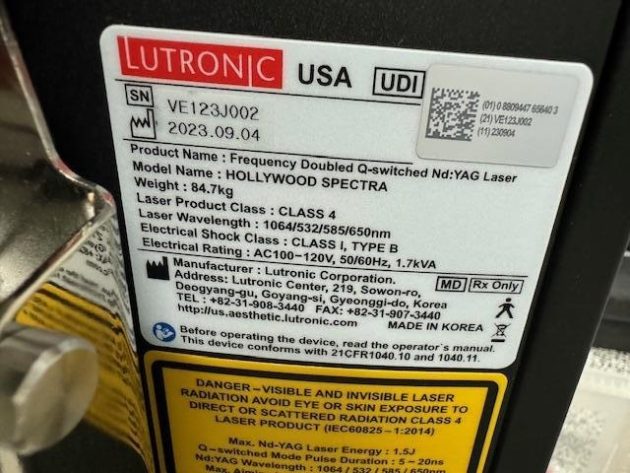 LUTRONIC USA UDI
(01) 0 8809447 65640 3
(21) VE123J002
(11) 230904
SN VE123J002
2023.09.04
Product Name : Frequency Doubled Q-switched Nd:YAG Laser
Model Name : HOLLYWOOD SPECTRA
Weight : 84.7kg
Laser Product Class : CLASS 4
Laser Wavelength : 1064/532/585/650nm
Electrical Shock Class : CLASS I, TYPE B
Electrical Rating : AC100-120V, 50/60Hz, 1.7kVA
Manufacturer : Lutronic Corporation.
Address: Lutronic Center, 219, Sowon-ro,
Deogyang-gu, Goyang-si, Gyeonggi-do, Korea
TEL : +82-31-908-3440 FAX: +82-31-907-3440
http://us.aesthetic.lutronic.com
MD Rx Only
MADE IN KOREA
Before operating the device, read the operator's manual.
This device conforms with 21CFR1040.10 and 1040.11.
DANGER – VISIBLE AND INVISIBLE LASER
RADIATION AVOID EYE OR SKIN EXPOSURE TO
DIRECT OR SCATTERED RADIATION CLASS 4
LASER PRODUCT (IEC60825-1:2014)
Max. Nd-YAG Laser Energy : 1.5J
Q-switched Mode Pulse Duration : 5~20ns
Nd:YAG Wavelength : 1064 / 532 / 585 / 650nm